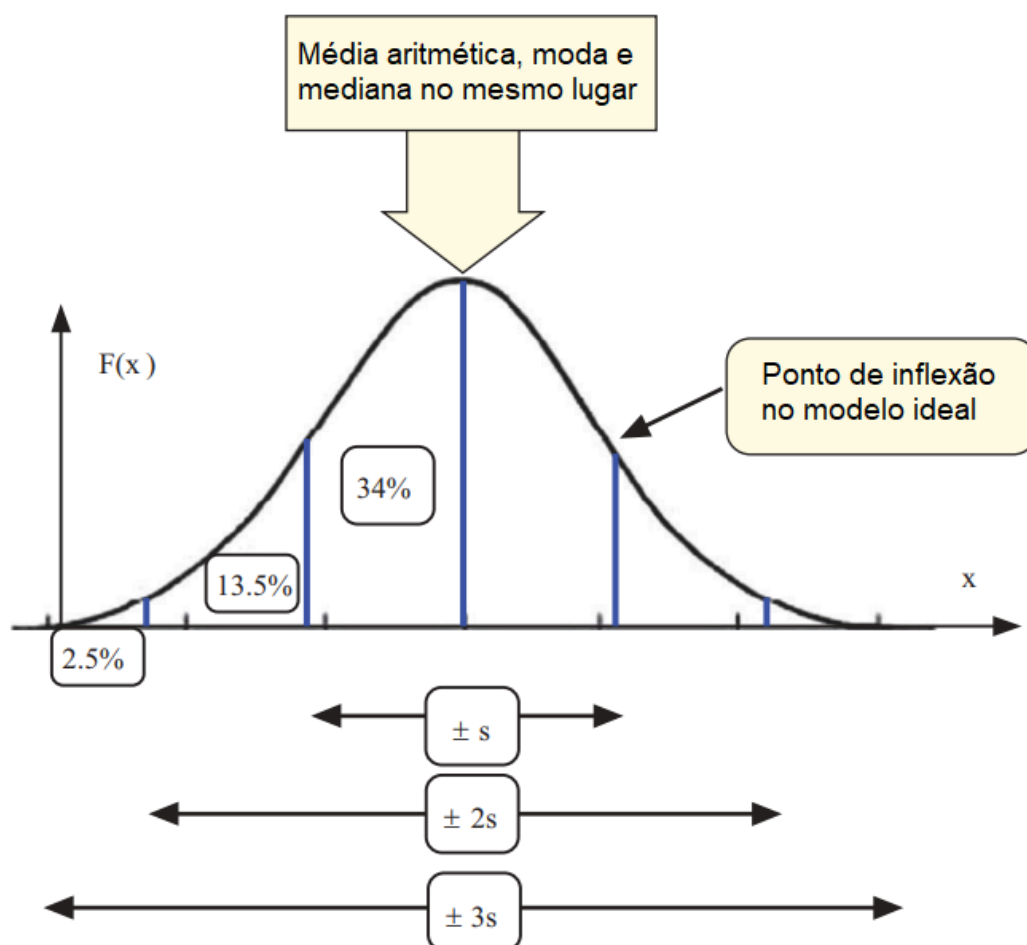 Média aritmética, moda e
mediana no mesmo lugar
F(x )
Ponto de inflexão
no modelo ideal
34%
13.5%
x
2.5%
± s
± 2s
± 3s